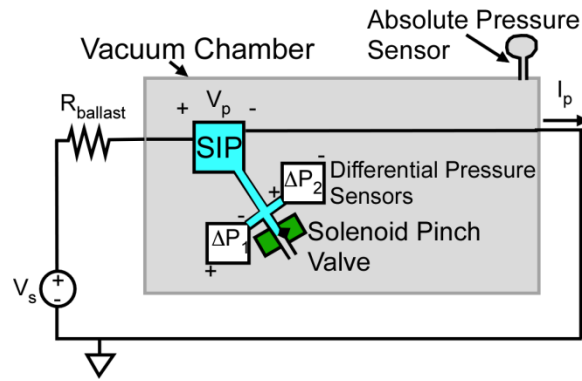 Absolute Pressure
Sensor
Vacuum Chamber
R_ballast
+ V_p -
I_p
SIP
ΔP_2
-
+
Differential Pressure
Sensors
ΔP_1
-
+
Solenoid Pinch
Valve
V_s
+
-